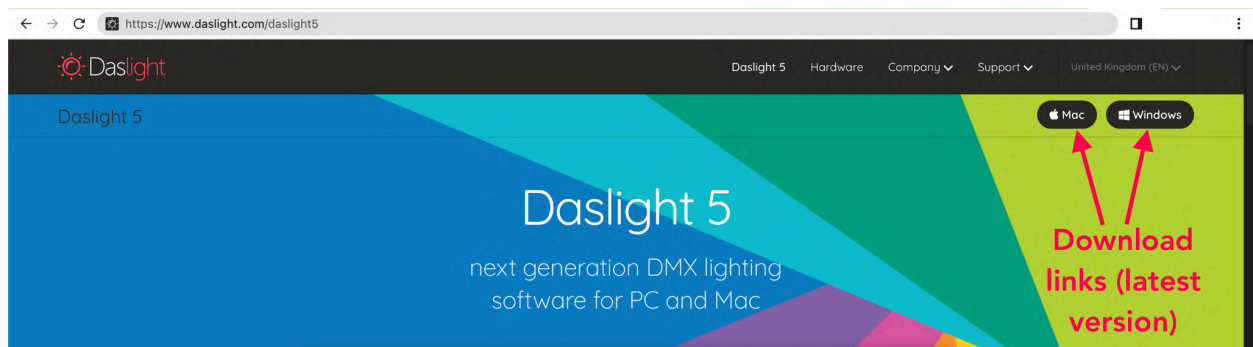 https://www.daslight.com/daslight5
Daslight
Daslight 5 Hardware Company Support United Kingdom (EN)
Daslight 5
Mac Windows
Daslight 5
next generation DMX lighting
software for PC and Mac
Download
links (latest
version)